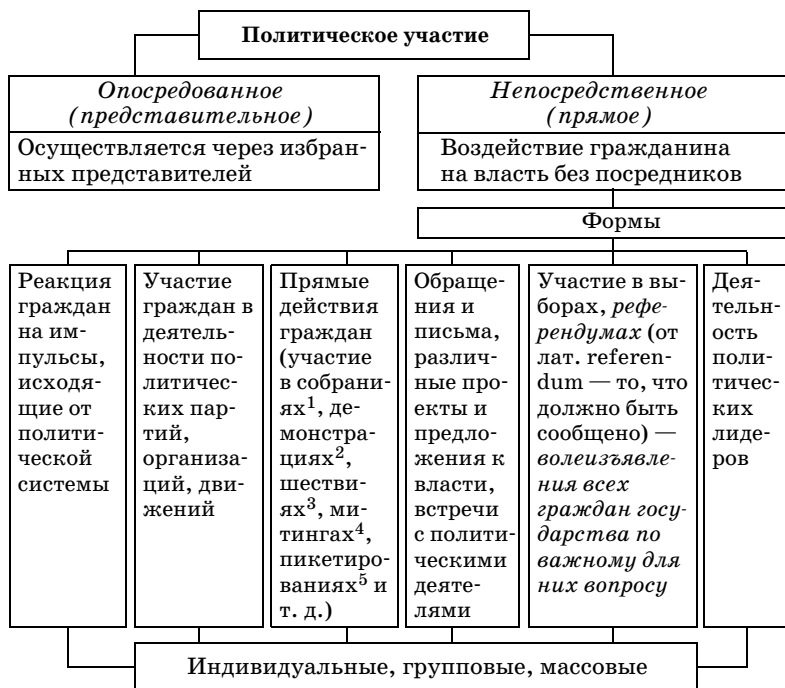 Политическое участие
Опосредованное
(представительное)
Осуществляется через избран-
ных представителей
Непосредственное
(прямое)
Воздействие гражданина
на власть без посредников
Формы
Реакция
граждан
на им-
пульсы,
исходя-
щие от
полити-
ческой
системы
Участие
граждан в
деятель-
ности по-
литичес-
ких пар-
тий,
организа-
ций, дви-
жений
Прямые
действия
граждан
(участие
в собрани-
ях¹, де-
монстра-
циях²,
шестви-
ях³, ми-
тингах⁴,
пикетиро-
ваниях⁵ и
т. д.)
Обраще-
ния и
письма,
различ-
ные про-
екты и
предло-
жения к
власти,
встречи
с полити-
ческими
деяте-
лями
Участие в вы-
борах, рефе-
рендумах (от
лат. referen-
dum — то, что
должно быть
сообщено) —
волеизъявле-
ния всех
граждан госу-
дарства по
важному для
них вопросу
Дея-
тельн-
ость
поли-
тичес-
ких
лиде-
ров
Индивидуальные, групповые, массовые